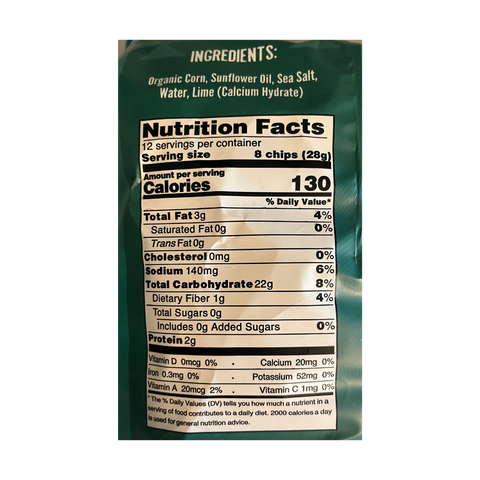 INGREDIENTS:
Organic Corn, Sunflower Oil, Sea Salt,
Water, Lime (Calcium Hydrate)
Nutrition Facts
12 servings per container
Serving size 8 chips (28g)
Amount per serving
Calories 130
% Daily Value*
Total Fat 3g 4%
Saturated Fat 0g 0%
Trans Fat 0g
Cholesterol 0mg 0%
Sodium 140mg 6%
Total Carbohydrate 22g 8%
Dietary Fiber 1g 4%
Total Sugars 0g
Includes 0g Added Sugars 0%
Protein 2g
Vitamin D 0mcg 0% · Calcium 20mg 0%
Iron 0.3mg 0% · Potassium 52mg 0%
Vitamin A 20mcg 2% · Vitamin C 1mg 0%
* The % Daily Values (DV) tells you how much a nutrient in a
serving of food contributes to a daily diet. 2000 calories a day
is used for general nutrition advice.